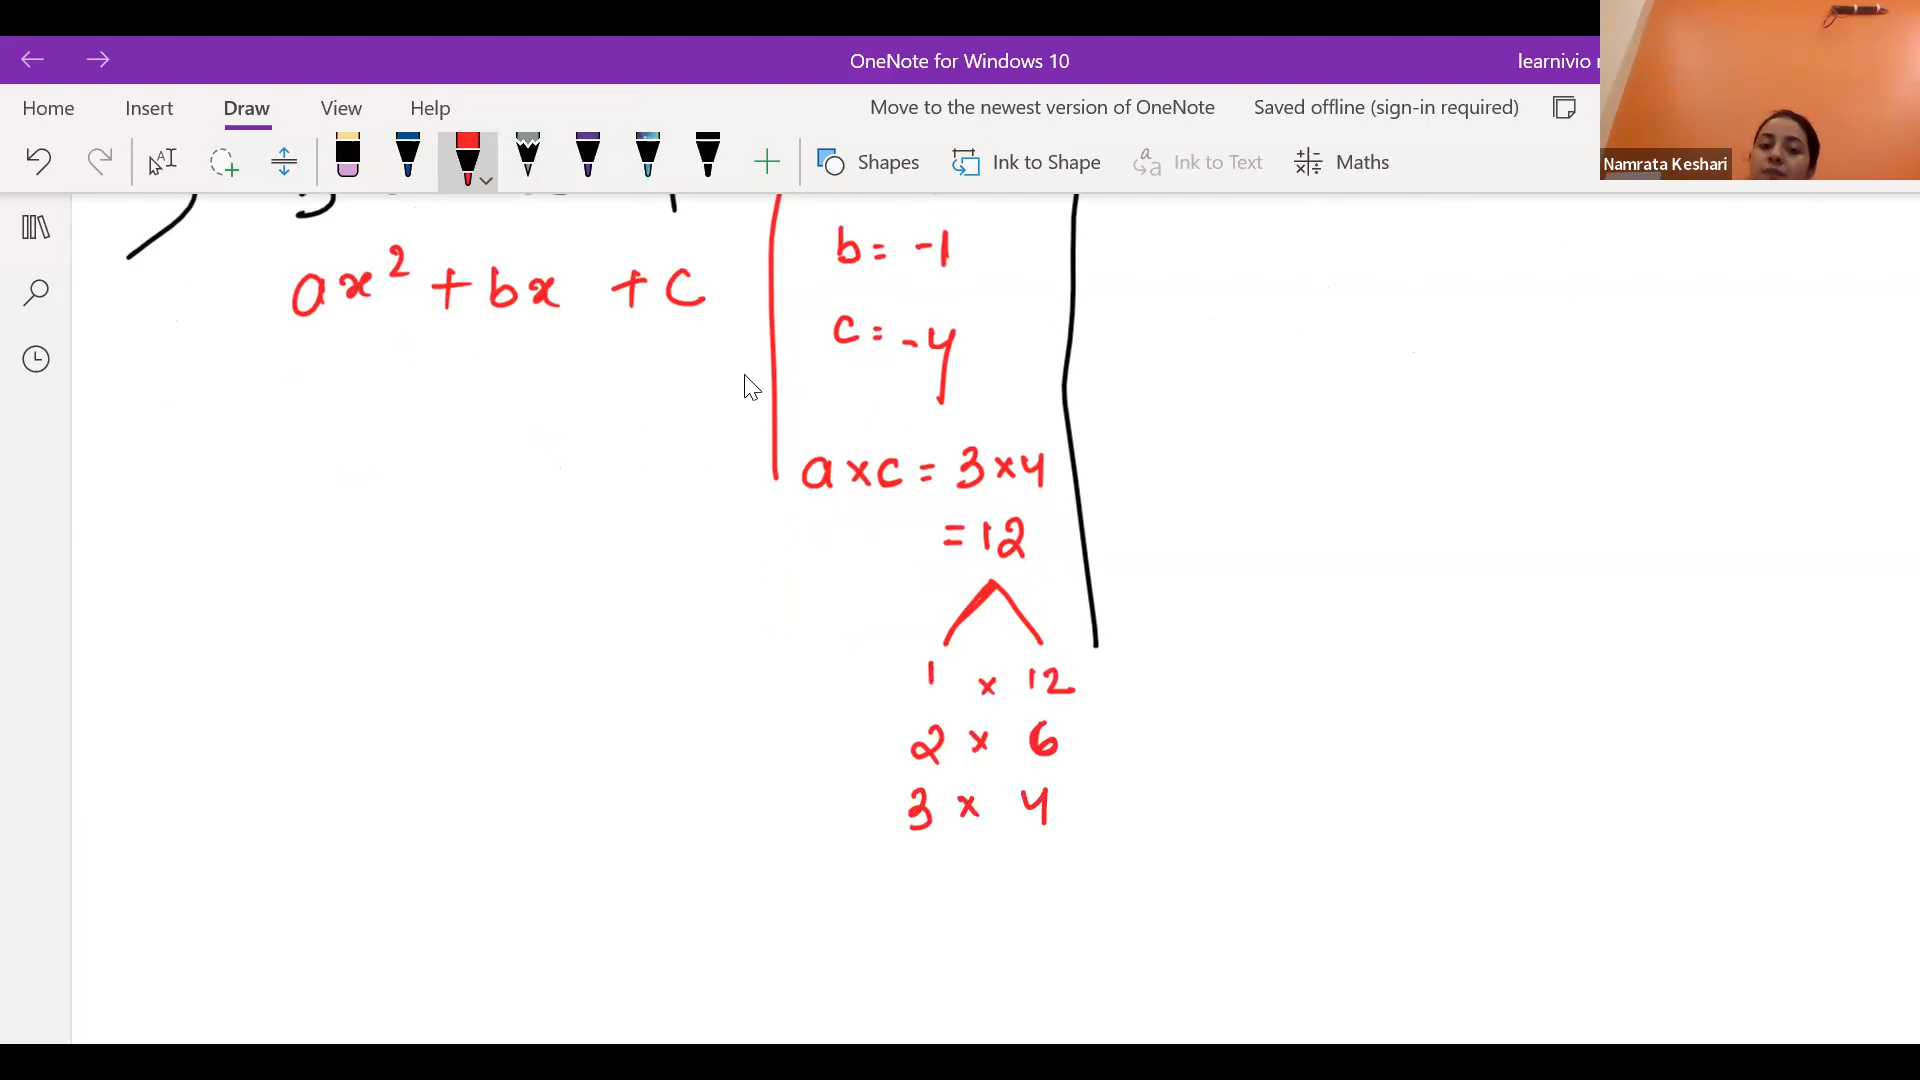 OneNote for Windows 10
learnivio
Home Insert Draw View Help
Move to the newest version of OneNote Saved offline (sign-in required)
Shapes Ink to Shape Ink to Text Maths
Namrata Keshari
ax² + bx + c
b = -1
c = -4
a×c = 3×4
= 12
1 × 12
2 × 6
3 × 4